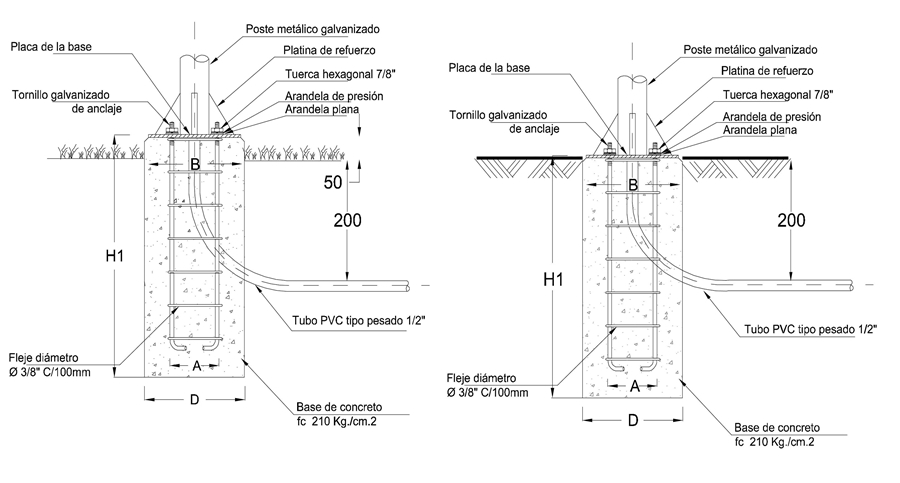 Poste metálico galvanizado
Placa de la base
Platina de refuerzo
Tuerca hexagonal 7/8"
Tornillo galvanizado
de anclaje
Arandela de presión
Arandela plana
B
50
200
H1
Tubo PVC tipo pesado 1/2"
Fleje diámetro
Ø 3/8" C/100mm
A
D
Base de concreto
fc 210 Kg./cm.2
Poste metálico galvanizado
Placa de la base
Platina de refuerzo
Tuerca hexagonal 7/8"
Tornillo galvanizado
de anclaje
Arandela de presión
Arandela plana
B
200
H1
Tubo PVC tipo pesado 1/2"
Fleje diámetro
Ø 3/8" C/100mm
A
D
Base de concreto
fc 210 Kg./cm.2